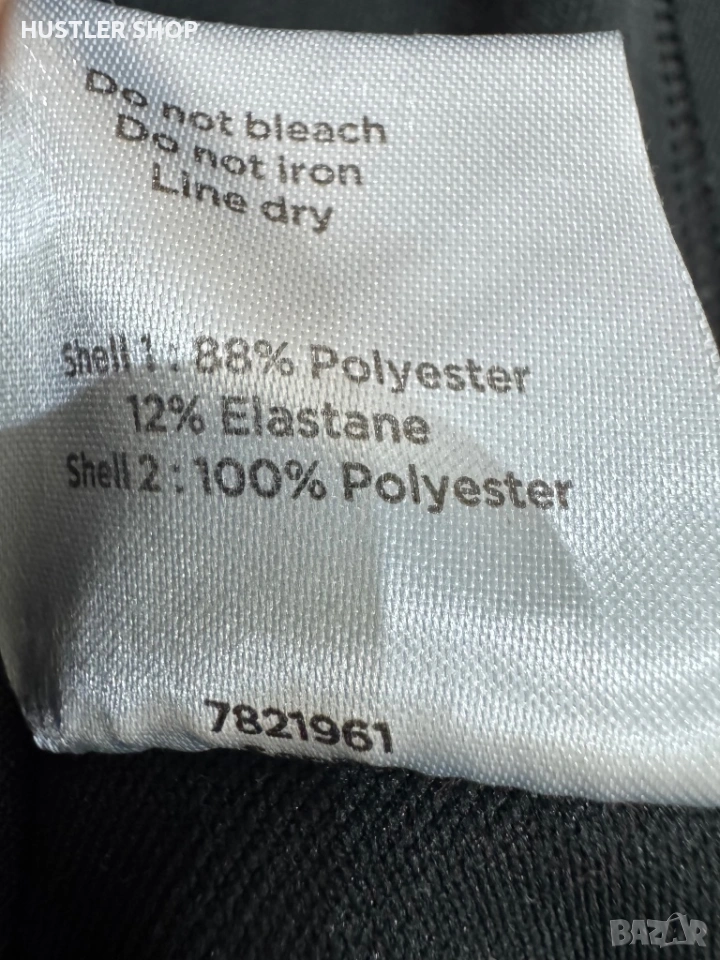 HUSTLER SHOP
Do not bleach
Do not iron
Line dry
Shell 1 : 88% Polyester
12% Elastane
Shell 2 : 100% Polyester
7821961
BAZAR